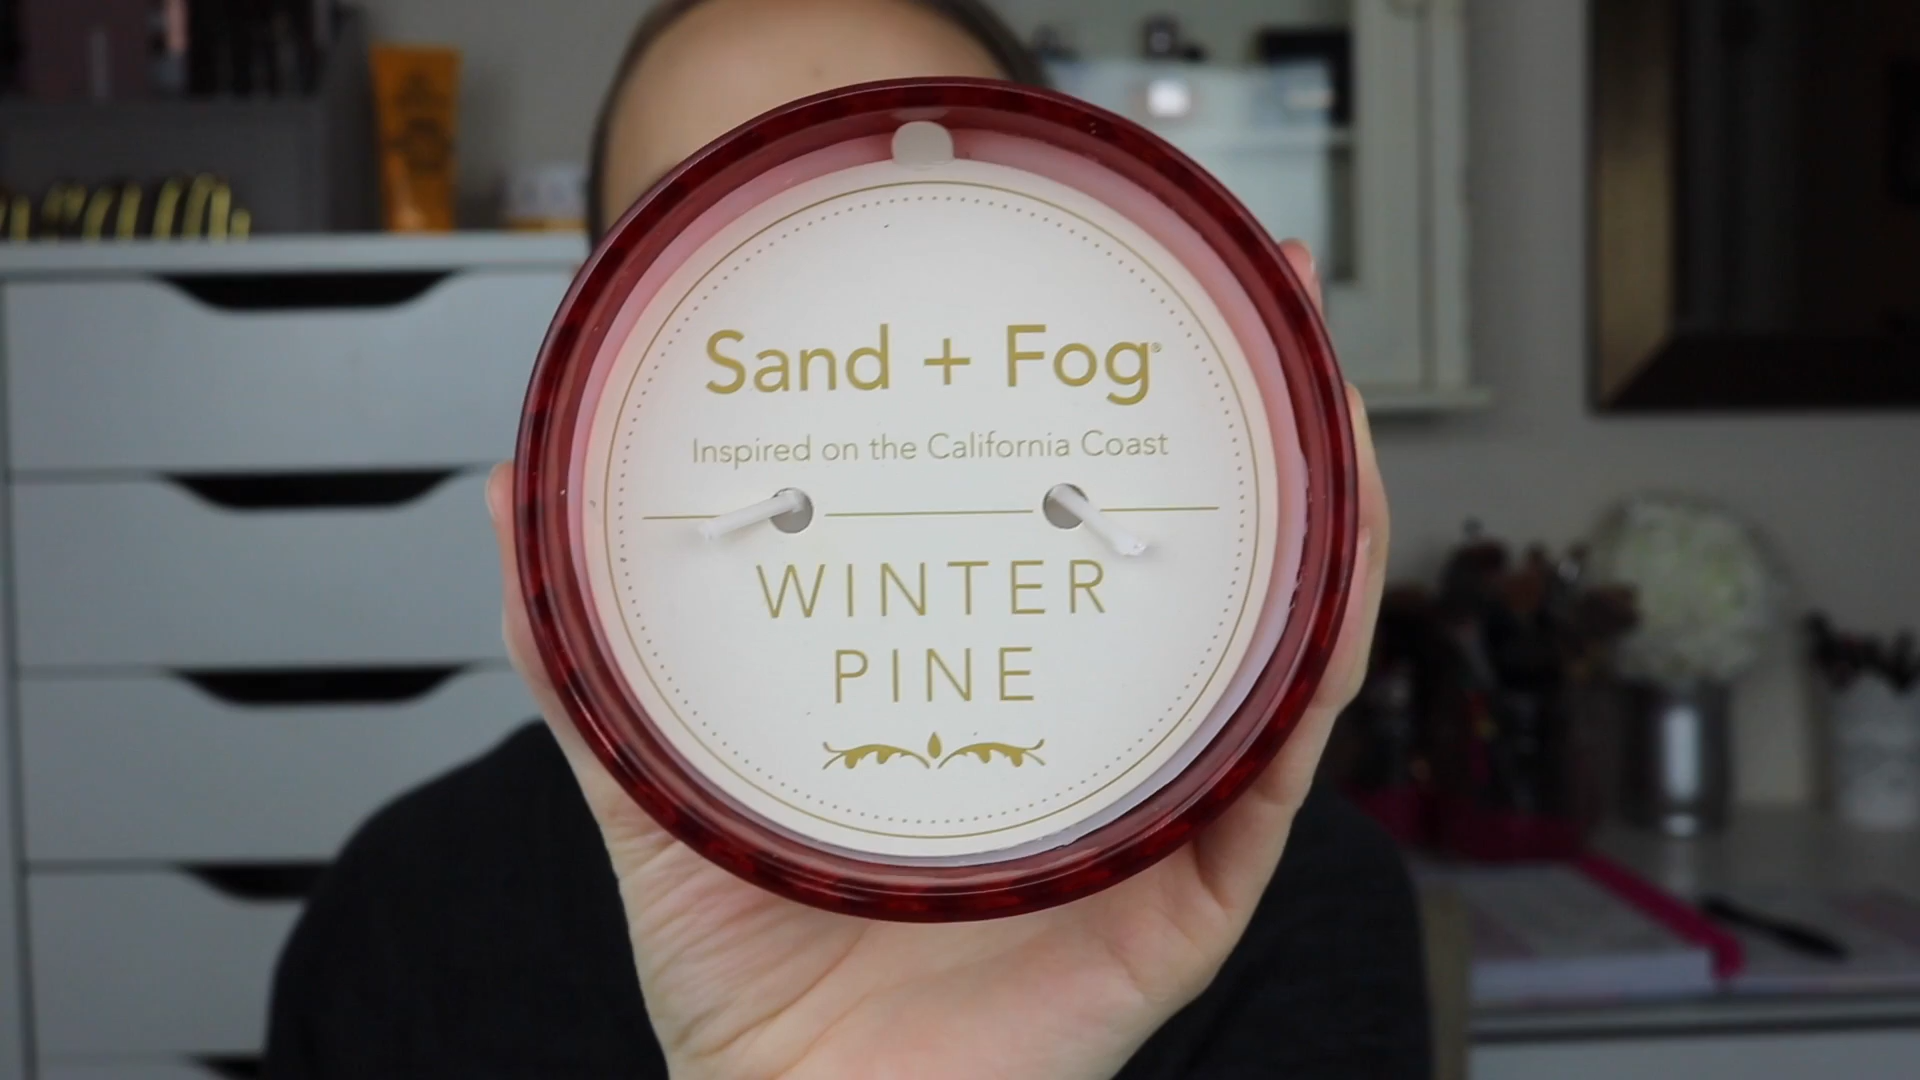 Sand + Fog®
Inspired on the California Coast
WINTER
PINE